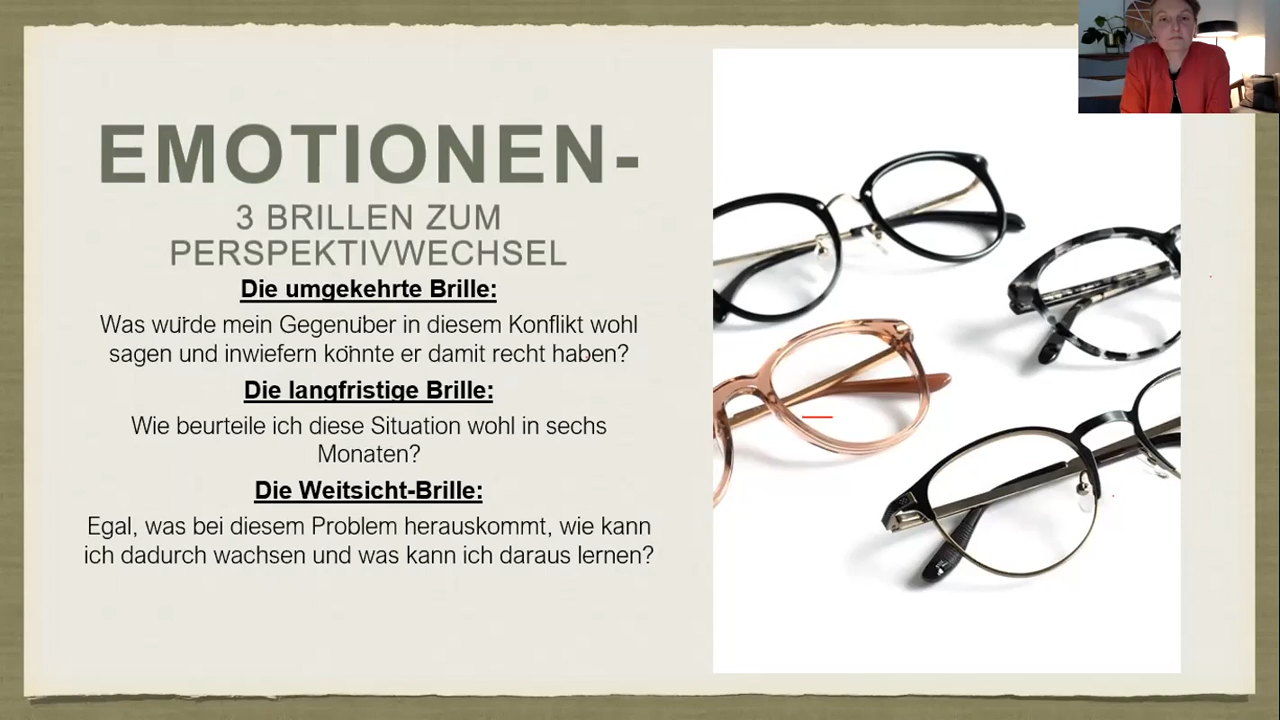 EMOTIONEN-
3 BRILLEN ZUM
PERSPEKTIVWECHSEL
Die umgekehrte Brille:
Was würde mein Gegenüber in diesem Konflikt wohl
sagen und inwiefern könnte er damit recht haben?
Die langfristige Brille:
Wie beurteile ich diese Situation wohl in sechs
Monaten?
Die Weitsicht-Brille:
Egal, was bei diesem Problem herauskommt, wie kann
ich dadurch wachsen und was kann ich daraus lernen?